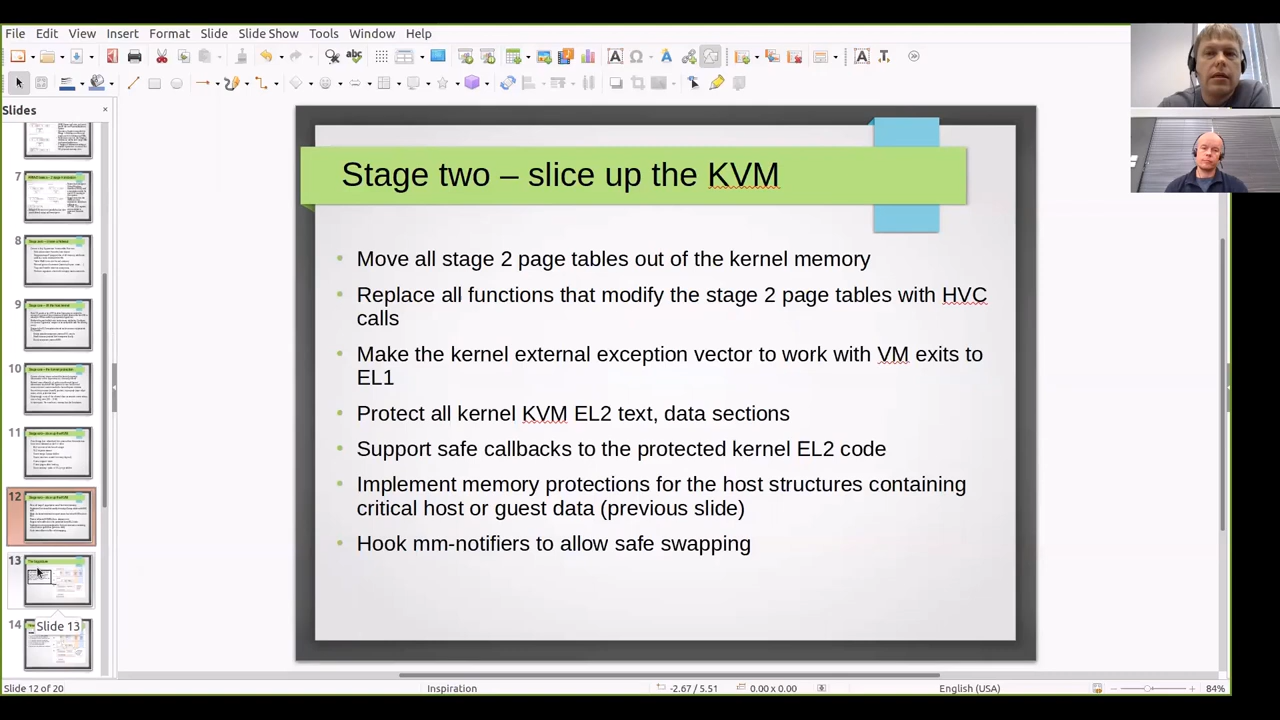 File Edit View Insert Format Slide Slide Show Tools Window Help
Slides
7
8
9
10
11
12
13
14
Slide 13
Stage two – slice up the KVM
Move all stage 2 page tables out of the kernel memory
Replace all functions that modify the stage 2 page tables with HVC
calls
Make the kernel external exception vector to work with VM exits to
EL1
Protect all kernel KVM EL2 text, data sections
Support safe callbacks to the protected kernel EL2 code
Implement memory protections for the host structures containing
critical host or guest data (previous slide)
Hook mm-notifiers to allow safe swapping
Slide 12 of 20 Inspiration -2.67 / 5.51 0.00 x 0.00 English (USA) 84%